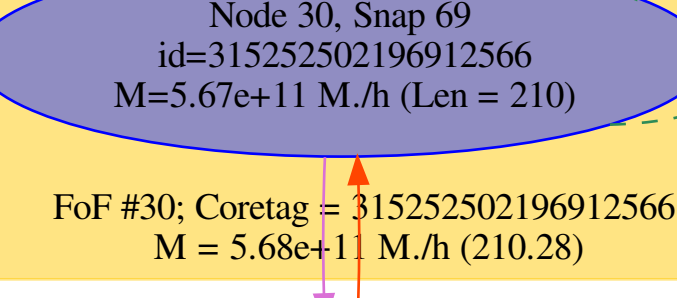 Node 30, Snap 69
id=315252502196912566
M=5.67e+11 M./h (Len = 210)
FoF #30; Coretag = 315252502196912566
M = 5.68e+11 M./h (210.28)